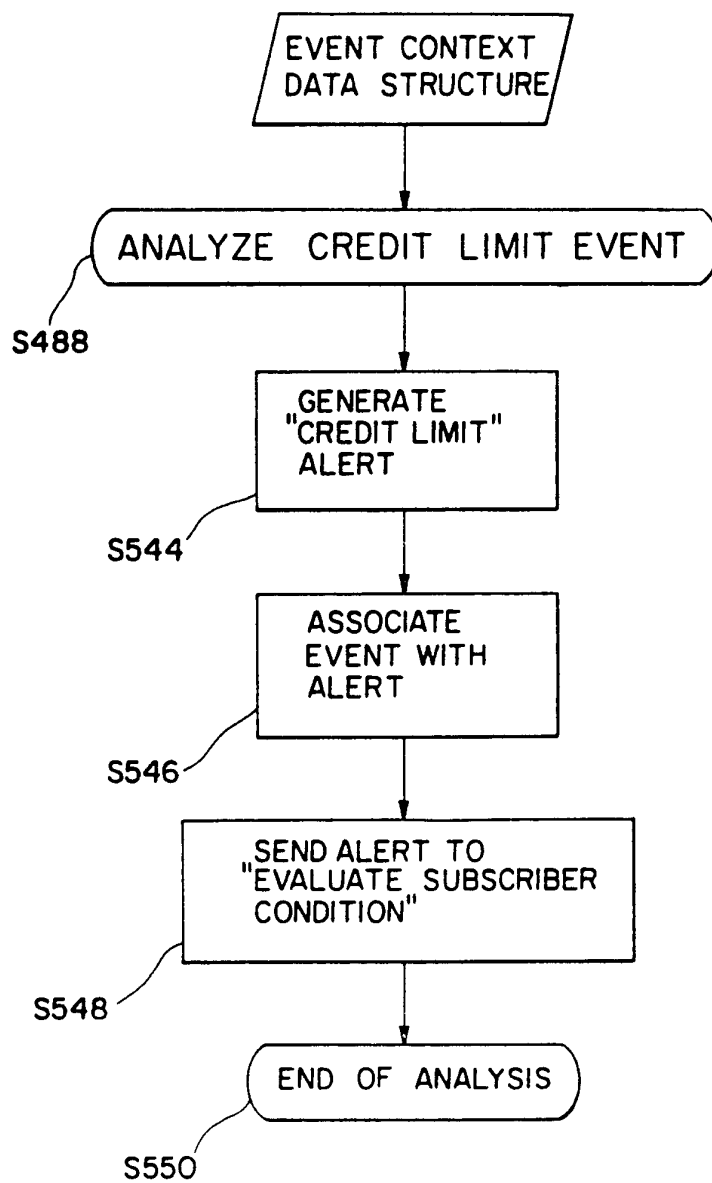 EVENT CONTEXT
DATA STRUCTURE
ANALYZE CREDIT LIMIT EVENT
S488
GENERATE
"CREDIT LIMIT"
ALERT
S544
ASSOCIATE
EVENT WITH
ALERT
S546
SEND ALERT TO
"EVALUATE SUBSCRIBER
CONDITION"
S548
END OF ANALYSIS
S550